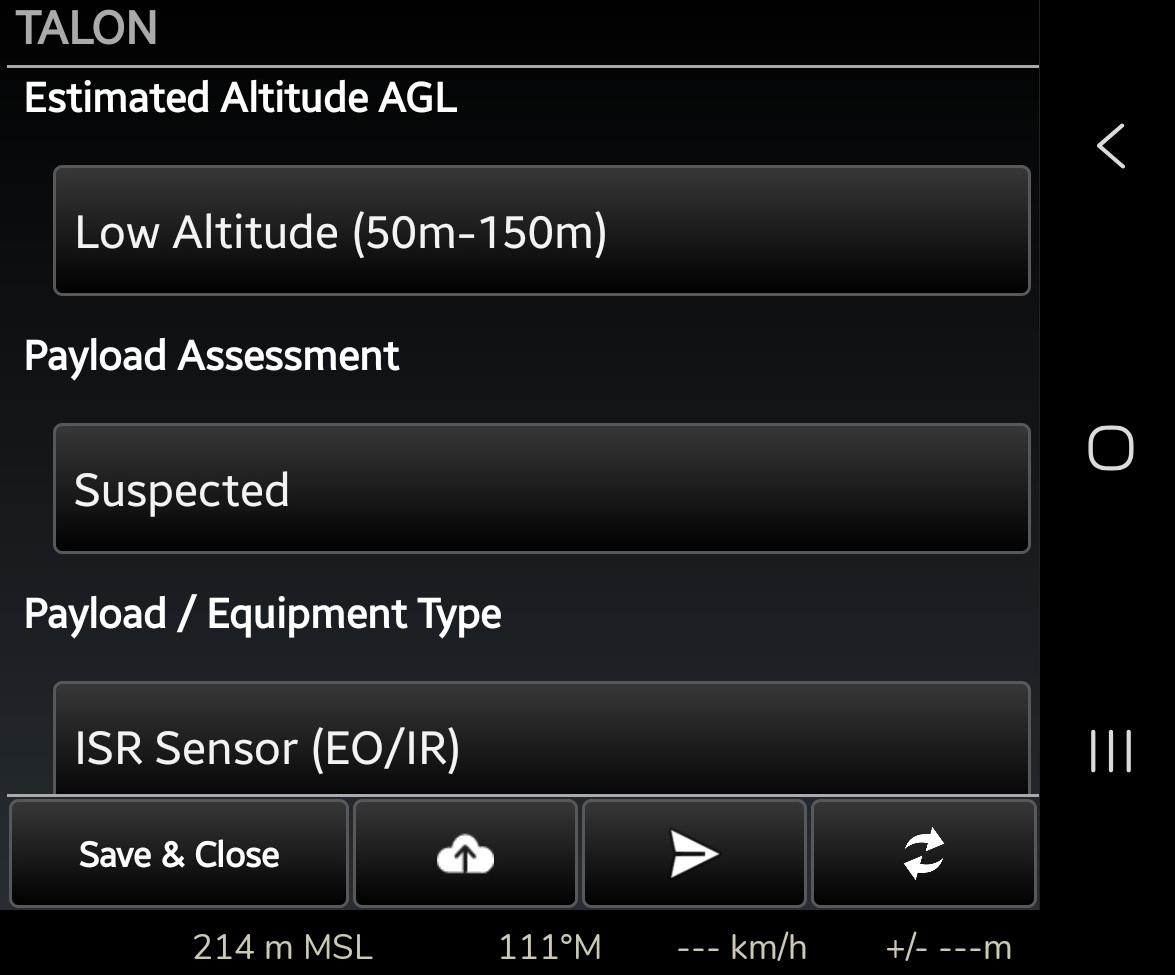 TALON
Estimated Altitude AGL
Low Altitude (50m-150m)
Payload Assessment
Suspected
Payload / Equipment Type
ISR Sensor (EO/IR)
Save & Close
214 m MSL 111°M --- km/h +/- ---m